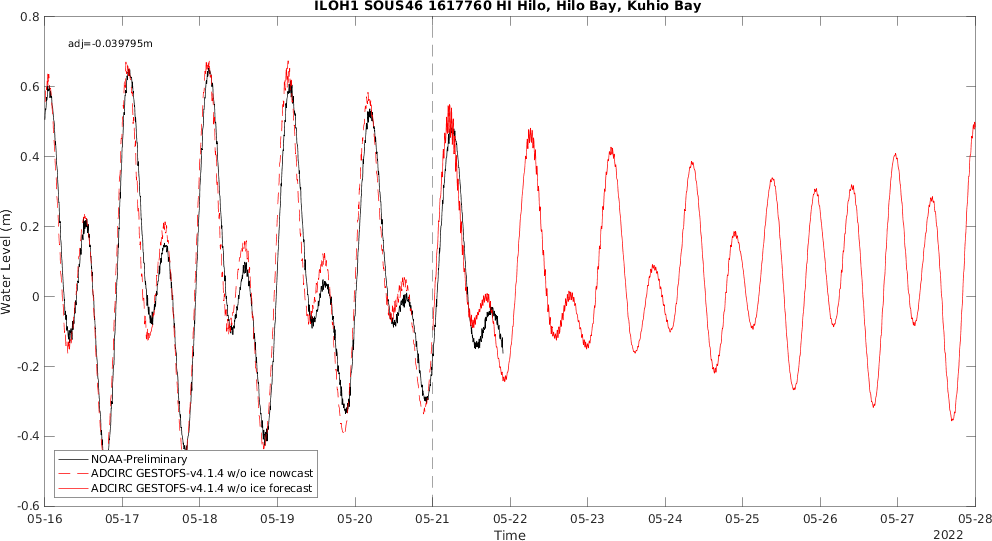 ILOH1 SOUS46 1617760 HI Hilo, Hilo Bay, Kuhio Bay
0.8
adj=-0.039795m
0.6
0.4
0.2
0
-0.2
-0.4
-0.6
Water Level (m)
NOAA-Preliminary
ADCIRC GESTOFS-v4.1.4 w/o ice nowcast
ADCIRC GESTOFS-v4.1.4 w/o ice forecast
05-16 05-17 05-18 05-19 05-20 05-21 05-22 05-23 05-24 05-25 05-26 05-27 05-28
Time
2022